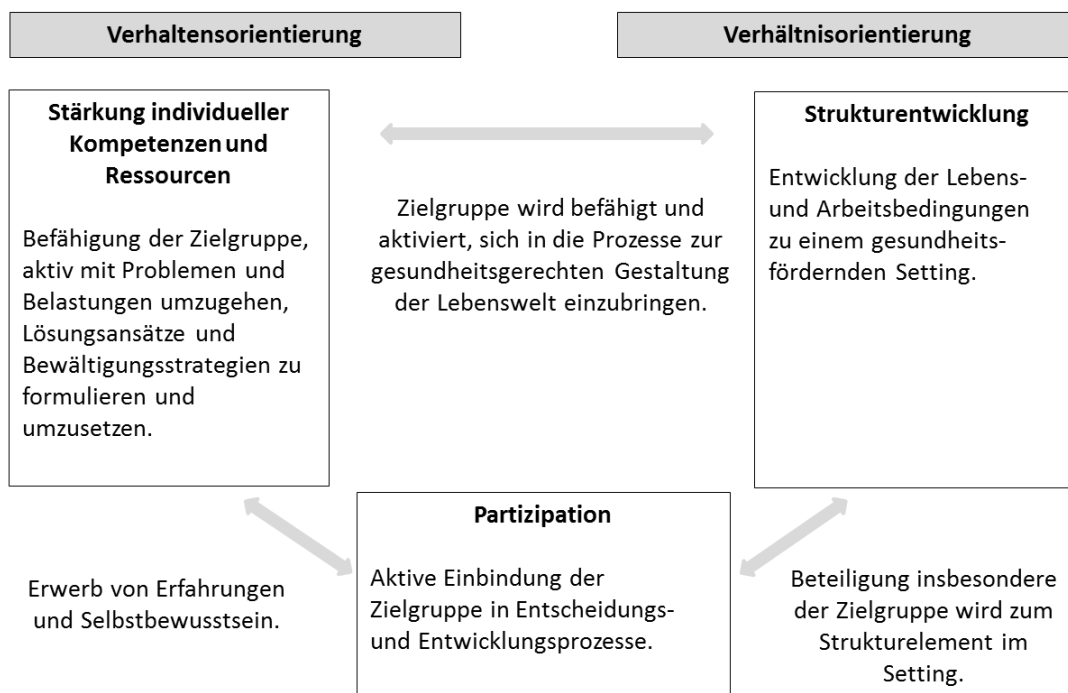 Verhaltensorientierung
Verhältnisorientierung
Stärkung individueller
Kompetenzen und
Ressourcen
Befähigung der Zielgruppe,
aktiv mit Problemen und
Belastungen umzugehen,
Lösungsansätze und
Bewältigungsstrategien zu
formulieren und
umzusetzen.
Zielgruppe wird befähigt und
aktiviert, sich in die Prozesse zur
gesundheitsgerechten Gestaltung
der Lebenswelt einzubringen.
Strukturentwicklung
Entwicklung der Lebens-
und Arbeitsbedingungen
zu einem gesundheits-
fördernden Setting.
Erwerb von Erfahrungen
und Selbstbewusstsein.
Partizipation
Aktive Einbindung der
Zielgruppe in Entscheidungs-
und Entwicklungsprozesse.
Beteiligung insbesondere
der Zielgruppe wird zum
Strukturelement im
Setting.